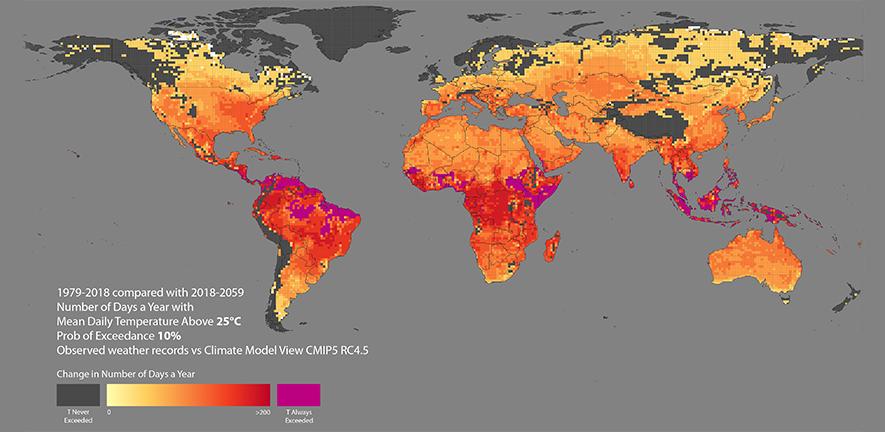 1979-2018 compared with 2018-2059
Number of Days a Year with
Mean Daily Temperature Above 25°C
Prob of Exceedance 10%
Observed weather records vs Climate Model View CMIP5 RC4.5
Change in Number of Days a Year
T Never
Exceeded
0
>200
T Always
Exceeded